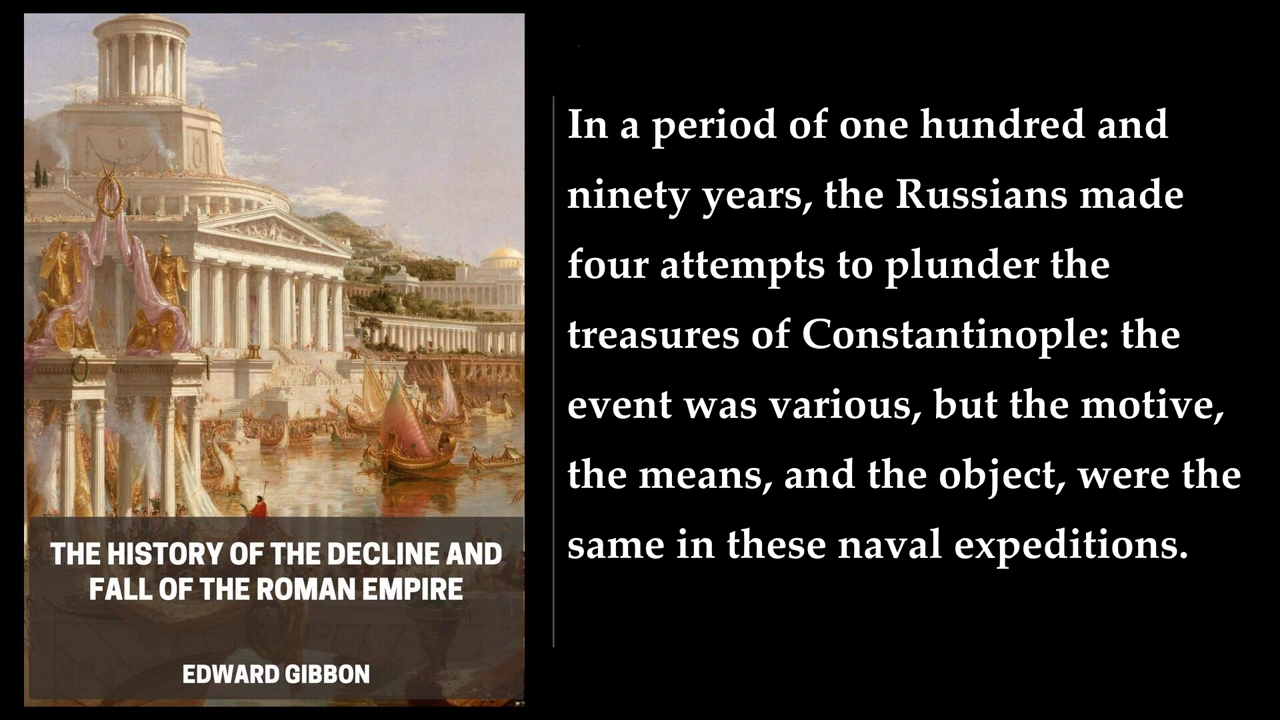 THE HISTORY OF THE DECLINE AND
FALL OF THE ROMAN EMPIRE
EDWARD GIBBON
In a period of one hundred and
ninety years, the Russians made
four attempts to plunder the
treasures of Constantinople: the
event was various, but the motive,
the means, and the object, were the
same in these naval expeditions.